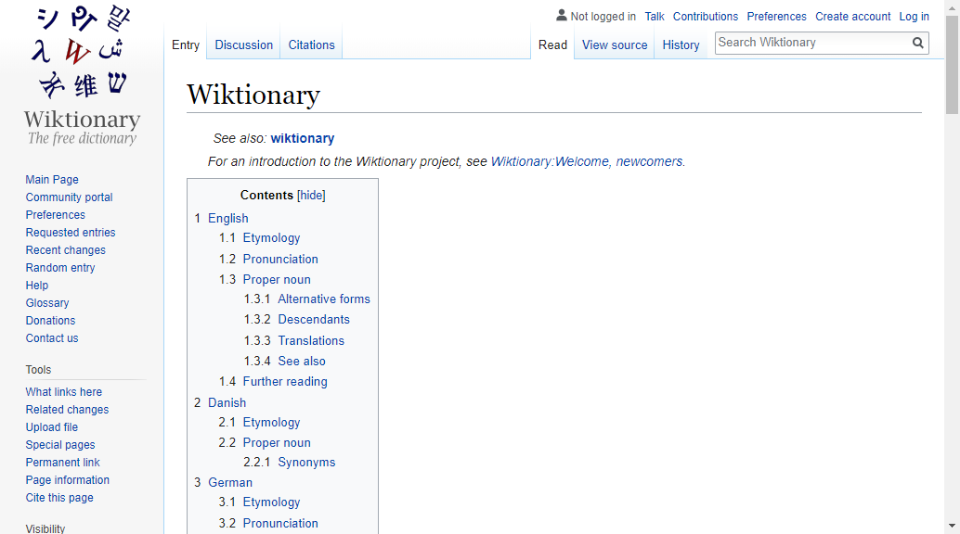 Not logged in Talk Contributions Preferences Create account Log in
Entry Discussion Citations Read View source History Search Wiktionary
シ 말
λ W ش
维 ש
Wiktionary
The free dictionary
Main Page
Community portal
Preferences
Requested entries
Recent changes
Random entry
Help
Glossary
Donations
Contact us
Tools
What links here
Related changes
Upload file
Special pages
Permanent link
Page information
Cite this page
Visibility
Wiktionary
See also: wiktionary
For an introduction to the Wiktionary project, see Wiktionary:Welcome, newcomers.
Contents [hide]
1 English
1.1 Etymology
1.2 Pronunciation
1.3 Proper noun
1.3.1 Alternative forms
1.3.2 Descendants
1.3.3 Translations
1.3.4 See also
1.4 Further reading
2 Danish
2.1 Etymology
2.2 Proper noun
2.2.1 Synonyms
3 German
3.1 Etymology
3.2 Pronunciation